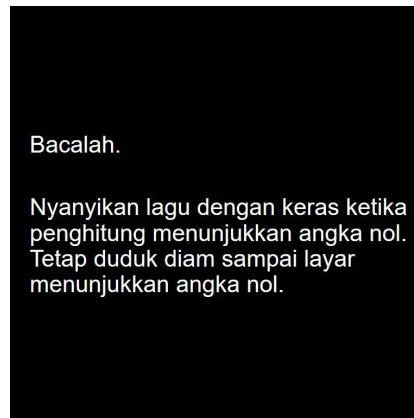 Bacalah.
Nyanyikan lagu dengan keras ketika
penghitung menunjukkan angka nol.
Tetap duduk diam sampai layar
menunjukkan angka nol.